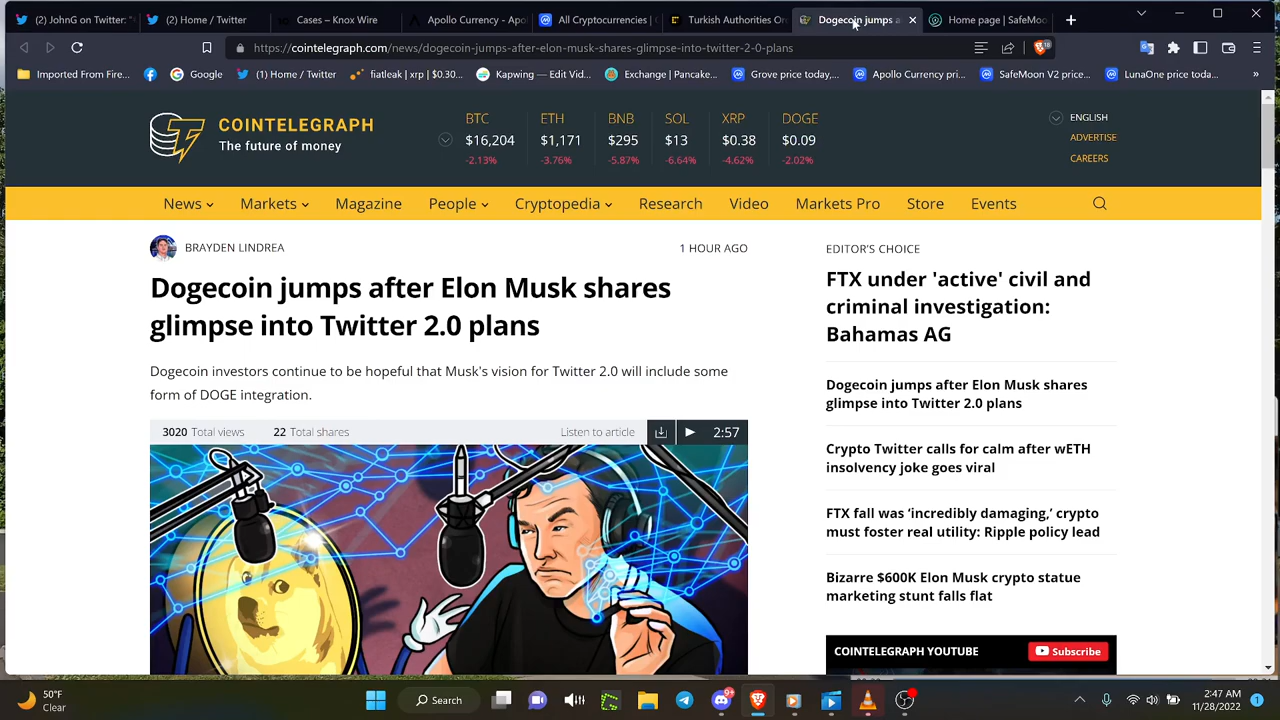 JohnG on Twitter: "
(2) Home / Twitter
Cases – Knox Wire
Apollo Currency - Apo
All Cryptocurrencies |
Turkish Authorities Or
Dogecoin jumps a
Home page | SafeMoo
https://cointelegraph.com/news/dogecoin-jumps-after-elon-musk-shares-glimpse-into-twitter-2-0-plans
18
Imported From Fire...
Google
(1) Home / Twitter
fiatleak | xrp | $0.30...
Kapwing — Edit Vid...
Exchange | Pancake...
Grove price today,...
Apollo Currency pri...
SafeMoon V2 price...
LunaOne price toda...
COINTELEGRAPH
The future of money
BTC ETH BNB SOL XRP DOGE
$16,204 $1,171 $295 $13 $0.38 $0.09
-2.13% -3.76% -5.87% -6.64% -4.62% -2.02%
ENGLISH
ADVERTISE
CAREERS
News Markets Magazine People Cryptopedia Research Video Markets Pro Store Events
BRAYDEN LINDREA
1 HOUR AGO
Dogecoin jumps after Elon Musk shares
glimpse into Twitter 2.0 plans
Dogecoin investors continue to be hopeful that Musk's vision for Twitter 2.0 will include some
form of DOGE integration.
3020 Total views 22 Total shares Listen to article 2:57
EDITOR'S CHOICE
FTX under 'active' civil and
criminal investigation:
Bahamas AG
Dogecoin jumps after Elon Musk shares
glimpse into Twitter 2.0 plans
Crypto Twitter calls for calm after wETH
insolvency joke goes viral
FTX fall was ‘incredibly damaging,’ crypto
must foster real utility: Ripple policy lead
Bizarre $600K Elon Musk crypto statue
marketing stunt falls flat
COINTELEGRAPH YOUTUBE
Subscribe
50°F
Clear
Search
2:47 AM
11/28/2022
1